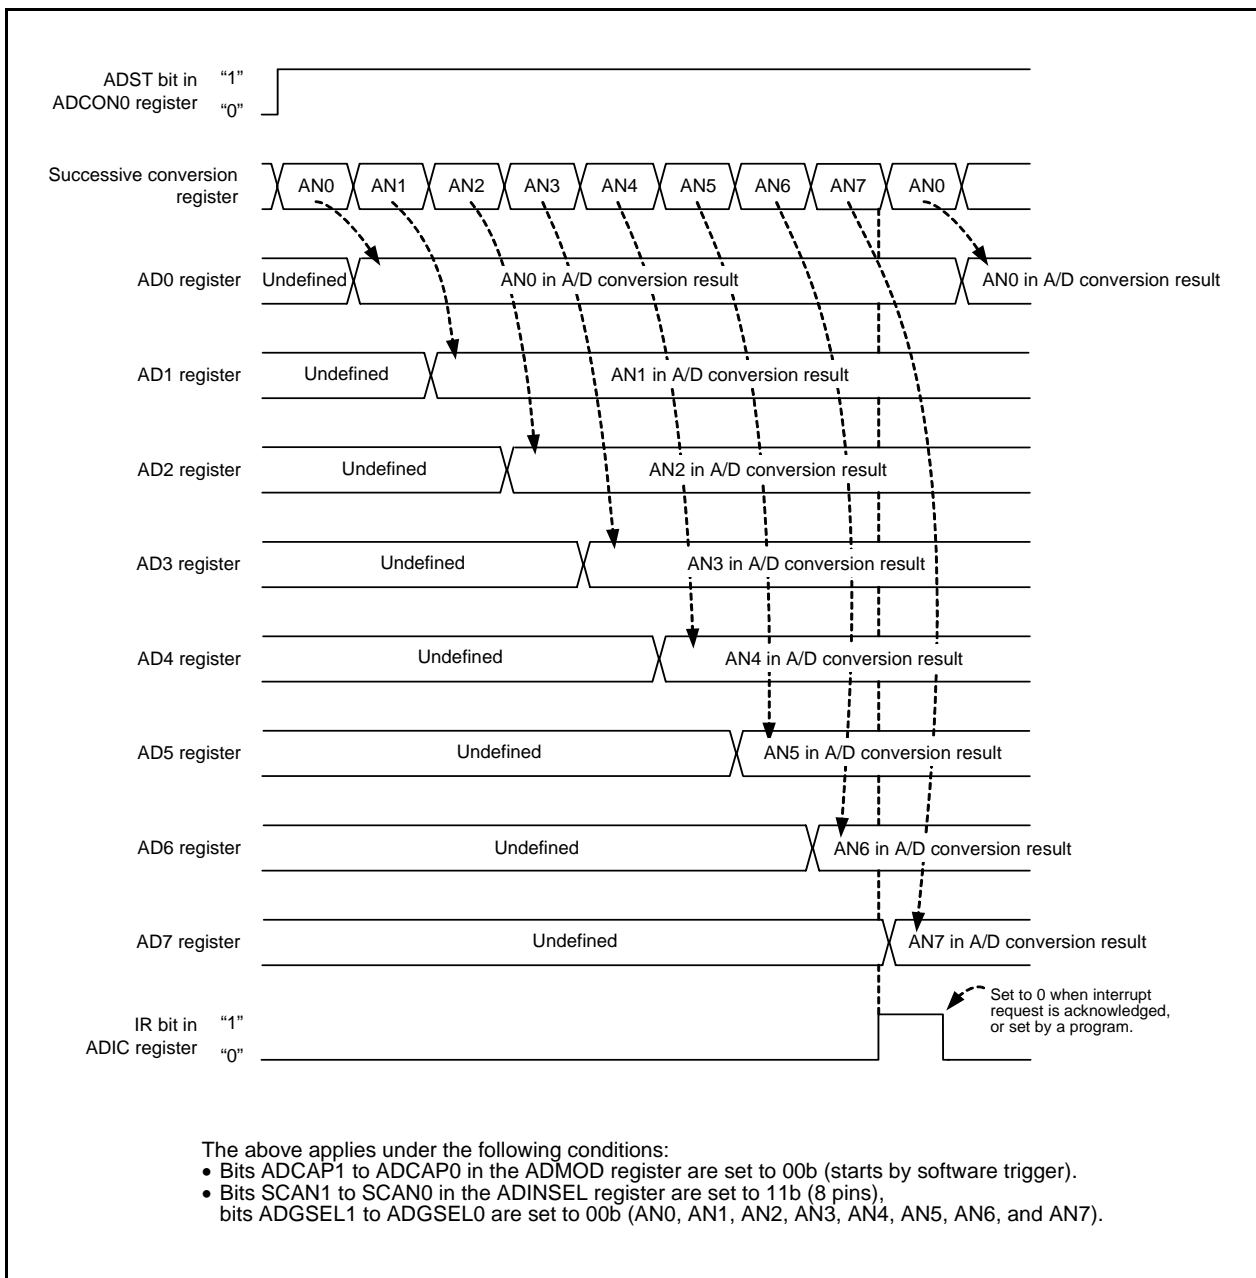 ADST bit in
ADCON0 register
“1”
“0”
Successive conversion
register
AN0 AN1 AN2 AN3 AN4 AN5 AN6 AN7 AN0
AD0 register
Undefined AN0 in A/D conversion result AN0 in A/D conversion result
AD1 register
Undefined AN1 in A/D conversion result
AD2 register
Undefined AN2 in A/D conversion result
AD3 register
Undefined AN3 in A/D conversion result
AD4 register
Undefined AN4 in A/D conversion result
AD5 register
Undefined AN5 in A/D conversion result
AD6 register
Undefined AN6 in A/D conversion result
AD7 register
Undefined AN7 in A/D conversion result
IR bit in
ADIC register
“1”
“0”
Set to 0 when interrupt
request is acknowledged,
or set by a program.
The above applies under the following conditions:
• Bits ADCAP1 to ADCAP0 in the ADMOD register are set to 00b (starts by software trigger).
• Bits SCAN1 to SCAN0 in the ADINSEL register are set to 11b (8 pins),
bits ADGSEL1 to ADGSEL0 are set to 00b (AN0, AN1, AN2, AN3, AN4, AN5, AN6, and AN7).